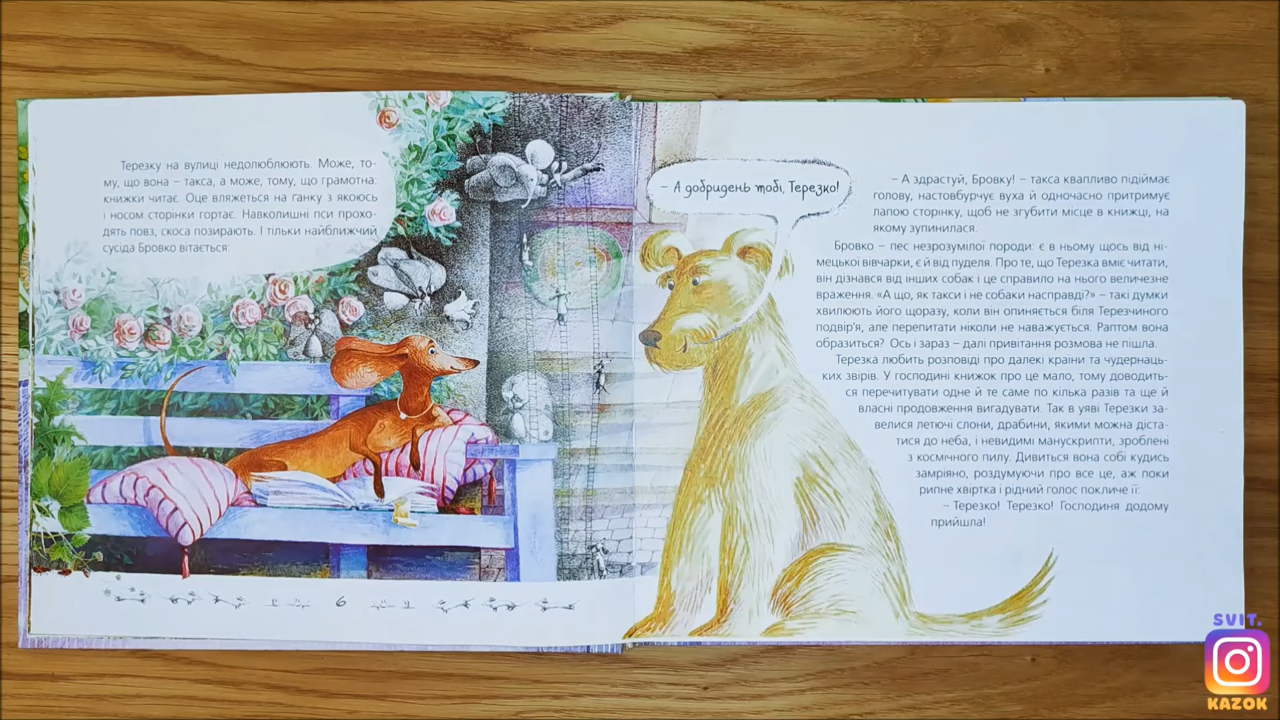 Терезку на вулиці недолюблюють. Може, то-
му, що вона – такса, а може, тому, що грамотна:
книжки читає. Оце вляжеться на ґанку з якоюсь
і носом сторінки гортає. Навколишні пси прохо-
дять повз, скоса позирають. І тільки найближчий
сусіда Бровко вітається:
6
– А добридень тобі, Терезко!
– А здрастуй, Бровку! – такса квапливо підіймає
голову, настовбурчує вуха й одночасно притримує
лапою сторінку, щоб не згубити місце в книжці, на
якому зупинилася.
Бровко – пес незрозумілої породи: є в ньому щось від ні-
мецької вівчарки, є й від пуделя. Про те, що Терезка вміє читати,
він дізнався від інших собак і це справило на нього величезне
враження. «А що, як такси і не собаки насправді?» – такі думки
хвилюють його щоразу, коли він опиняється біля Терезчиного
подвір'я, але перепитати ніколи не наважується. Раптом вона
образиться? Ось і зараз – далі привітання розмова не пішла.
Терезка любить розповіді про далекі країни та чудернаць-
ких звірів. У господині книжок про це мало, тому доводить-
ся перечитувати одне й те саме по кілька разів та ще й
власні продовження вигадувати. Так в уяві Терезки за-
велися летючі слони, драбини, якими можна діста-
тися до неба, і невидимі манускрипти, зроблені
з космічного пилу. Дивиться вона собі кудись
замріяно, роздумуючи про все це, аж поки
рипне хвіртка і рідний голос покличе її:
– Терезко! Терезко! Господиня додому
прийшла!
SVIT.
KAZOK